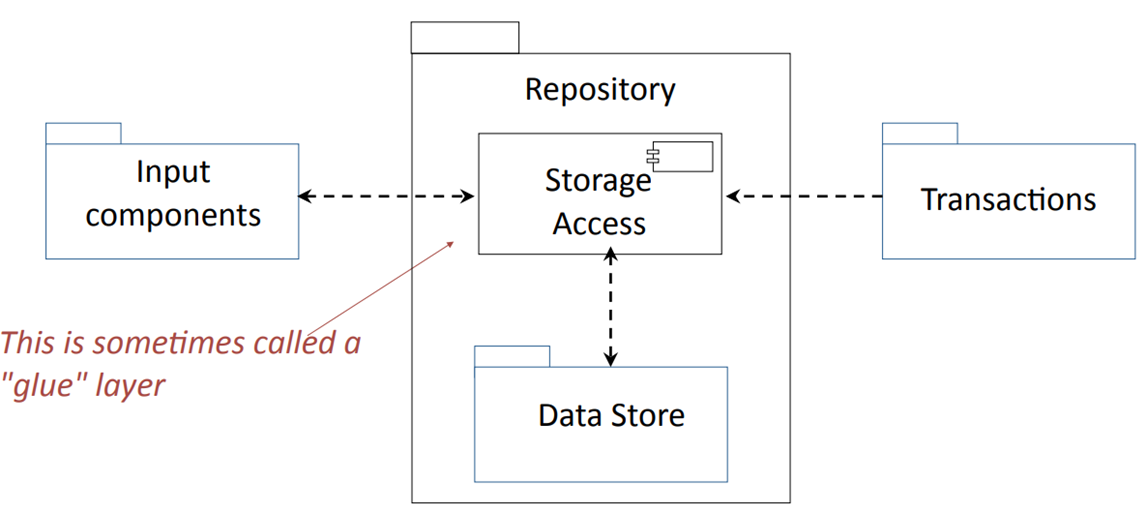 Repository
Input
components
Storage
Access
Transactions
This is sometimes called a
"glue" layer
Data Store